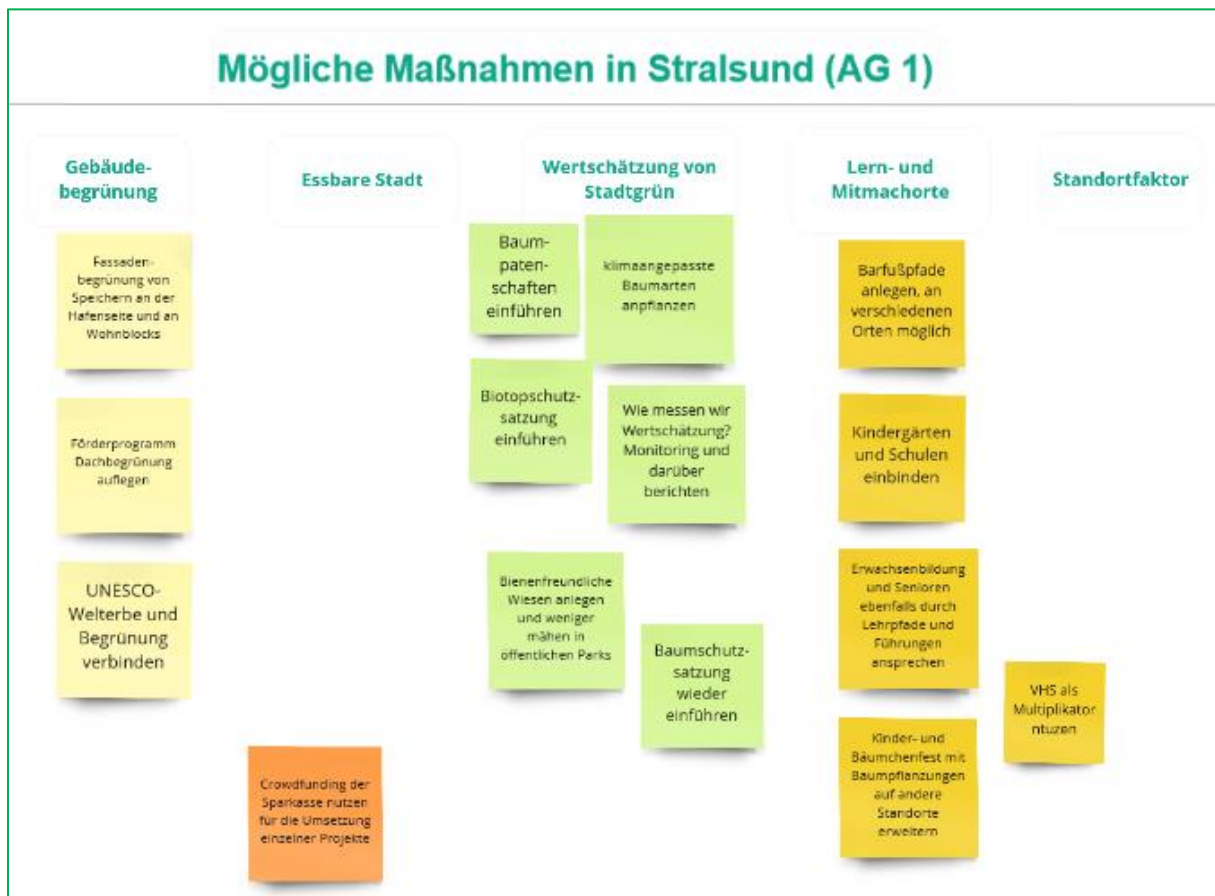 Mögliche Maßnahmen in Stralsund (AG 1)
Gebäude-
begrünung
Fassaden-
begrünung von
Speichern an der
Hafenseite und an
Wohnblocks
Förderprogramm
Dachbegrünung
auflegen
UNESCO-
Welterbe und
Begrünung
verbinden
Essbare Stadt
Crowdfunding der
Sparkasse nutzen
für die Umsetzung
einzelner Projekte
Wertschätzung von
Stadtgrün
Baum-
paten-
schaften
einführen
klimaangepasste
Baumarten
anpflanzen
Biotopschutz-
satzung
einführen
Wie messen wir
Wertschätzung?
Monitoring und
darüber
berichten
Bienenfreundliche
Wiesen anlegen
und weniger
mähen in
öffentlichen Parks
Baumschutz-
satzung
wieder
einführen
Lern- und
Mitmachorte
Barfußpfade
anlegen, an
verschiedenen
Orten möglich
Kindergärten
und Schulen
einbinden
Erwachsenbildung
und Senioren
ebenfalls durch
Lehrpfade und
Führungen
ansprechen
Kinder- und
Bäumchenfest mit
Baumpflanzungen
auf andere
Standorte
erweitern
Standortfaktor
VHS als
Multiplikator
ntuzen